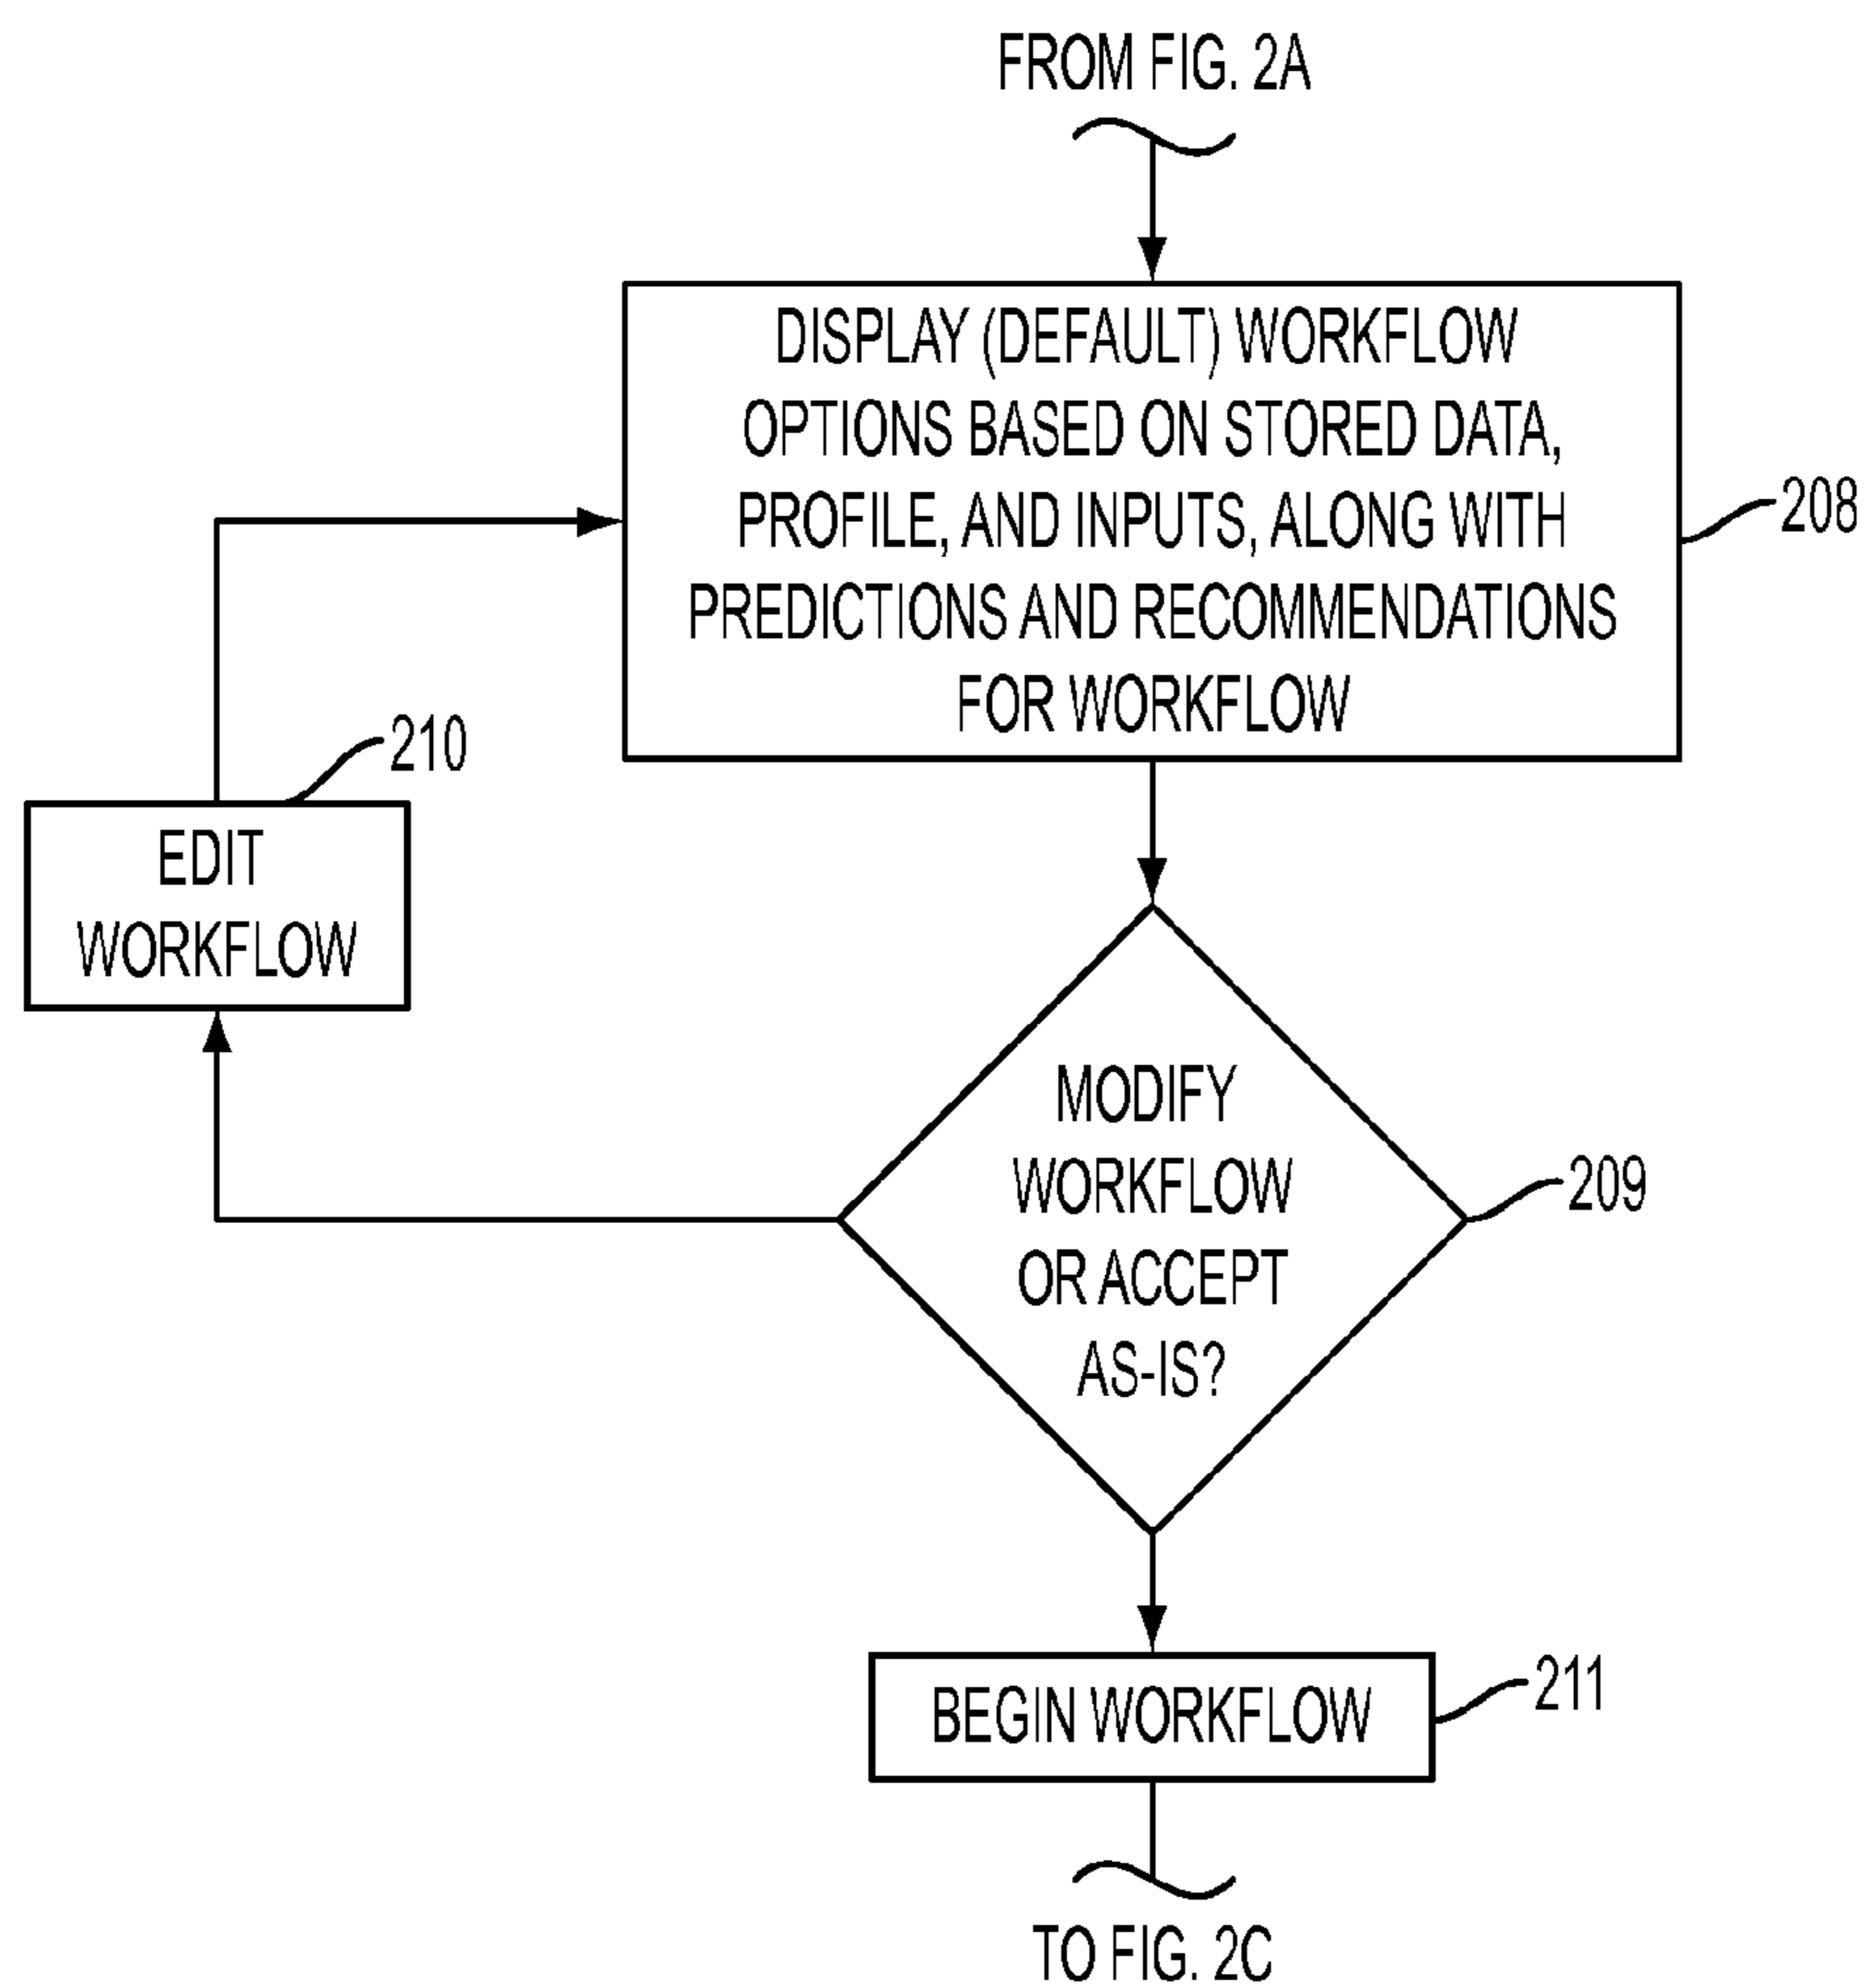 FROM FIG. 2A
DISPLAY (DEFAULT) WORKFLOW
OPTIONS BASED ON STORED DATA,
PROFILE, AND INPUTS, ALONG WITH
PREDICTIONS AND RECOMMENDATIONS
FOR WORKFLOW
208
210
EDIT
WORKFLOW
MODIFY
WORKFLOW
OR ACCEPT
AS-IS?
209
BEGIN WORKFLOW
211
TO FIG. 2C